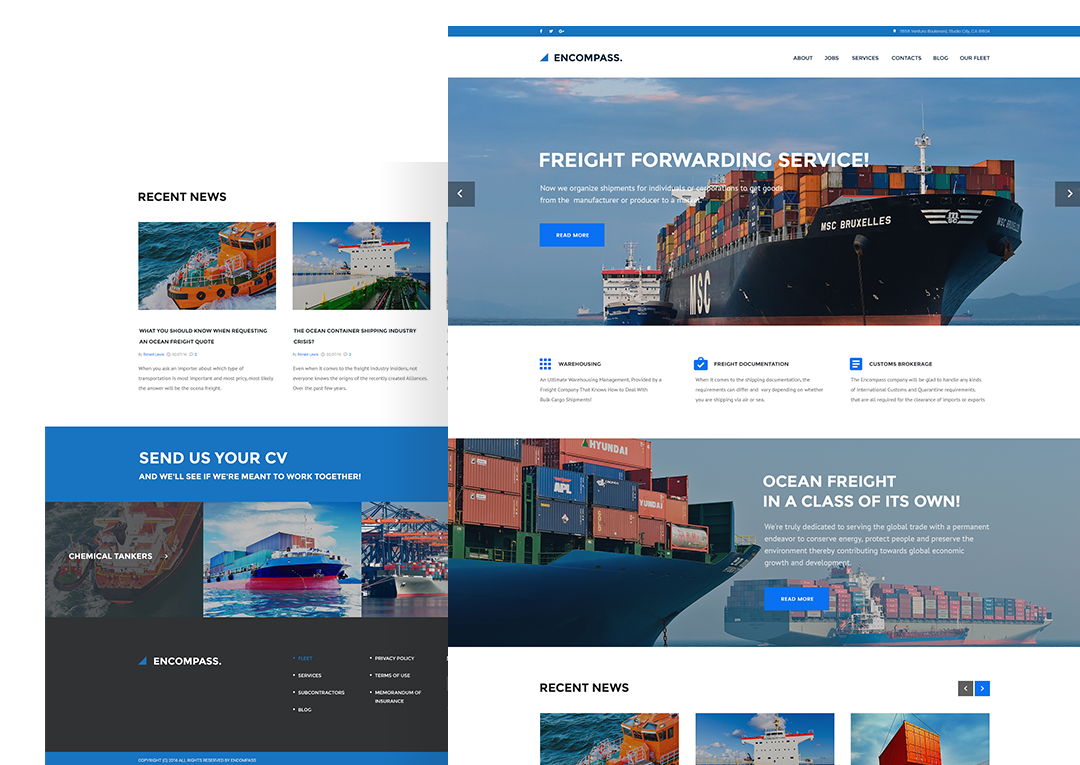 3858 Ventura Boulevard, Studio City, CA 91604
ENCOMPASS.
ABOUT
JOBS
SERVICES
CONTACTS
BLOG
OUR FLEET
FREIGHT FORWARDING SERVICE!
Now we organize shipments for individuals or corporations to get goods
from the manufacturer or producer to a market.
READ MORE
MSC BRUXELLES
MSC
WAREHOUSING
An Ultimate Warehousing Management, Provided by a
Freight Company That Knows How to Deal With
Bulk Cargo Shipments!
FREIGHT DOCUMENTATION
When it comes to the shipping documentation, the
requirements can differ and vary depending on whether
you are shipping via air or sea.
CUSTOMS BROKERAGE
The Encompass company will be glad to handle any kinds
of International Customs and Quarantine requirements,
that are all required for the clearance of imports or exports
HYUNDAI
APL
YUNDAI
OCEAN FREIGHT
IN A CLASS OF ITS OWN!
We're truly dedicated to serving the global trade with a permanent
endeavor to conserve energy, protect people and preserve the
environment thereby contributing towards global economic
growth and development.
READ MORE
RECENT NEWS
RECENT NEWS
WHAT YOU SHOULD KNOW WHEN REQUESTING
AN OCEAN FREIGHT QUOTE
By Ronald Lewis
When you ask an importer about which type of
transportation is most important and most pricy, most likely
the answer will be the ocena freight.
THE OCEAN CONTAINER SHIPPING INDUSTRY
CRISIS?
By Ronald Lewis
Even when it comes to the freight industry insiders, not
everyone knows the orgins of the recently created Alliances.
Over the past few years.
SEND US YOUR CV
AND WE'LL SEE IF WE'RE MEANT TO WORK TOGETHER!
CHEMICAL TANKERS
ENCOMPASS.
FLEET
SERVICES
SUBCONTRACTORS
BLOG
PRIVACY POLICY
TERMS OF USE
MEMORANDUM OF
INSURANCE
COPYRIGHT (C) 2016 ALL RIGHTS RESERVED BY ENCOMPASS